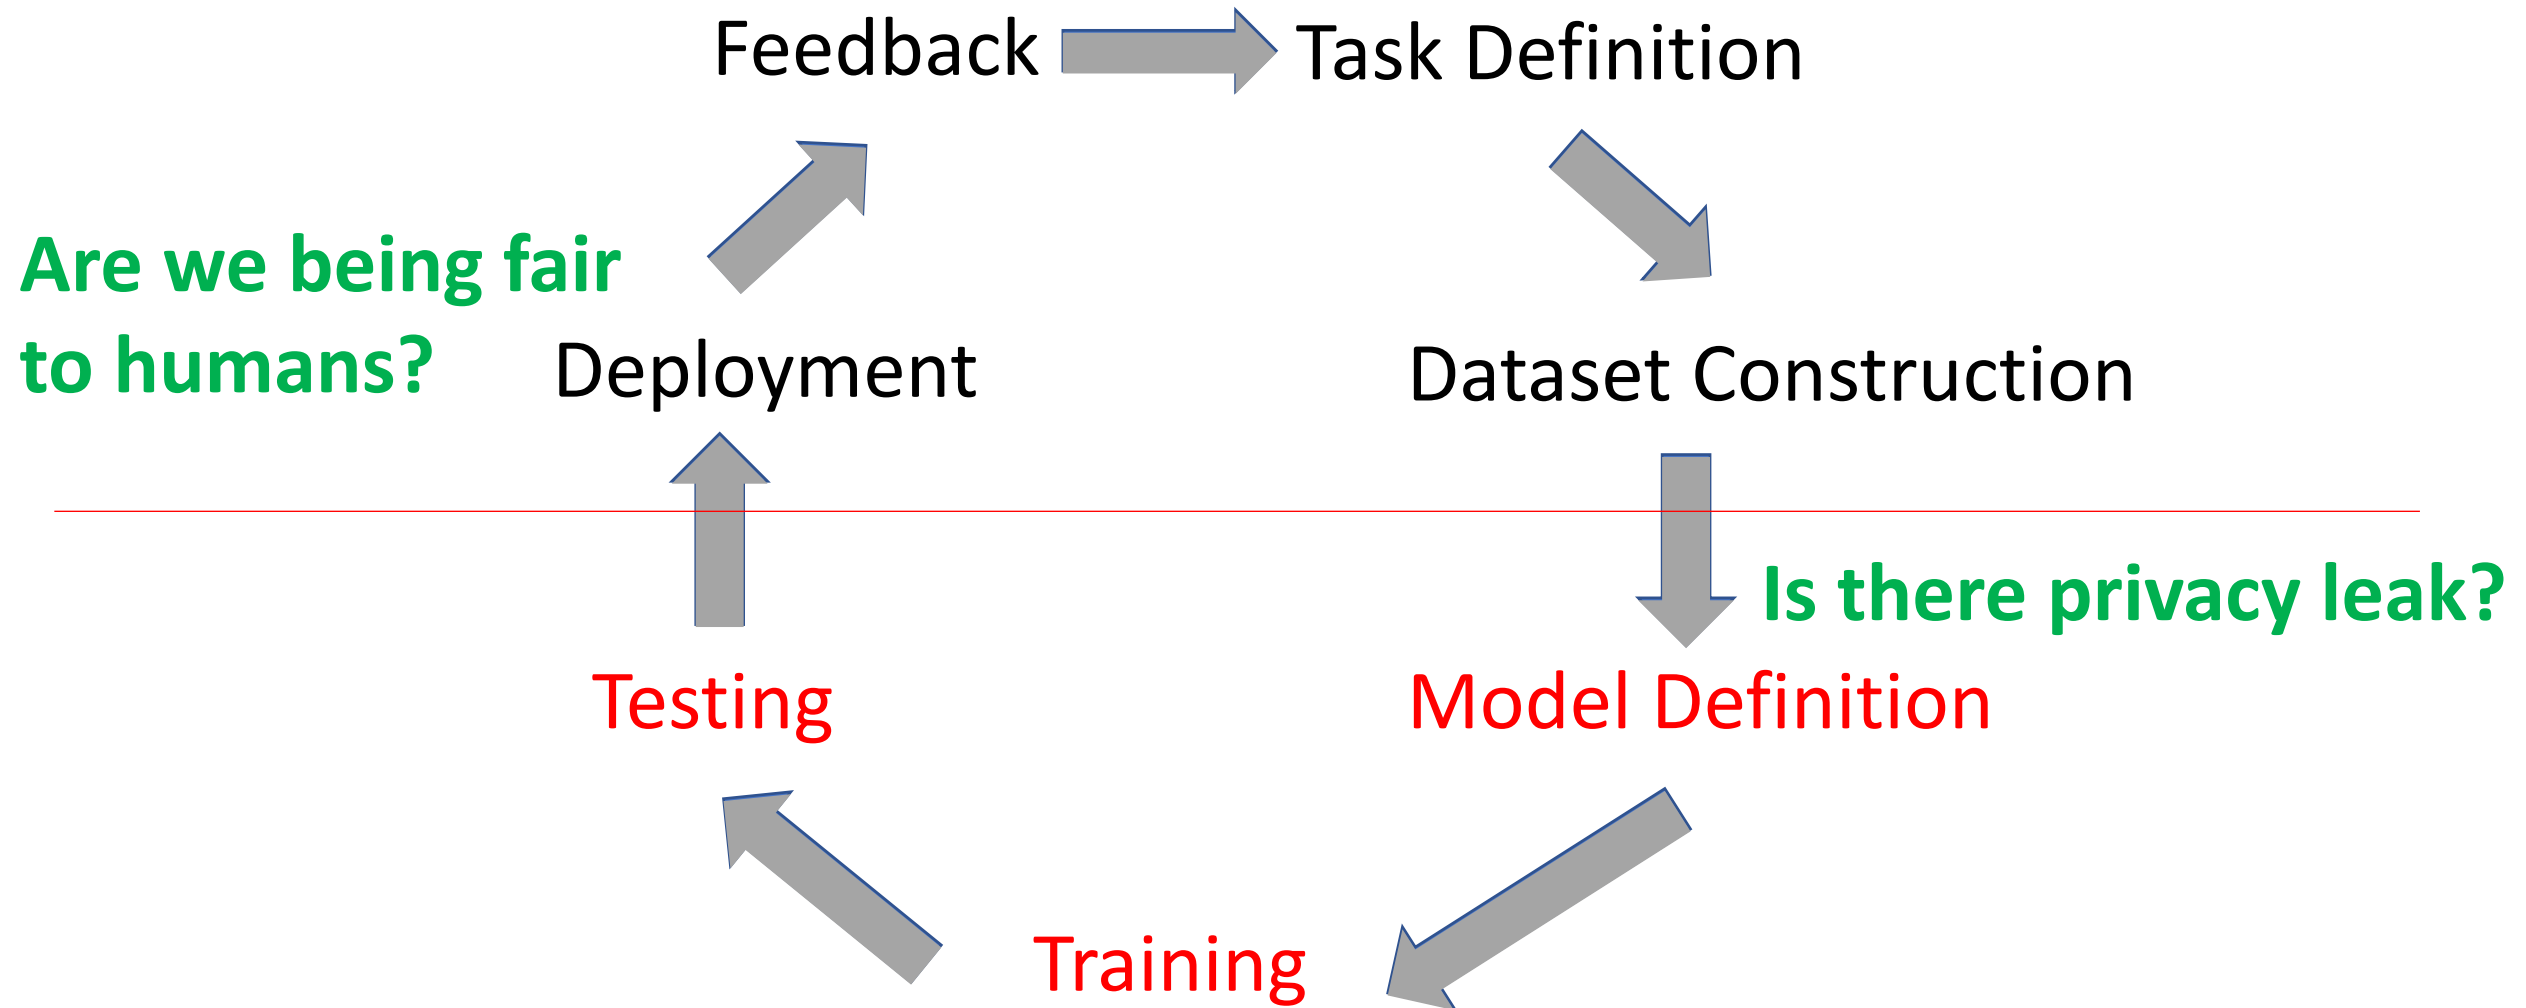 Feedback
Task Definition
Are we being fair
to humans?
Deployment
Dataset Construction
Is there privacy leak?
Testing
Model Definition
Training